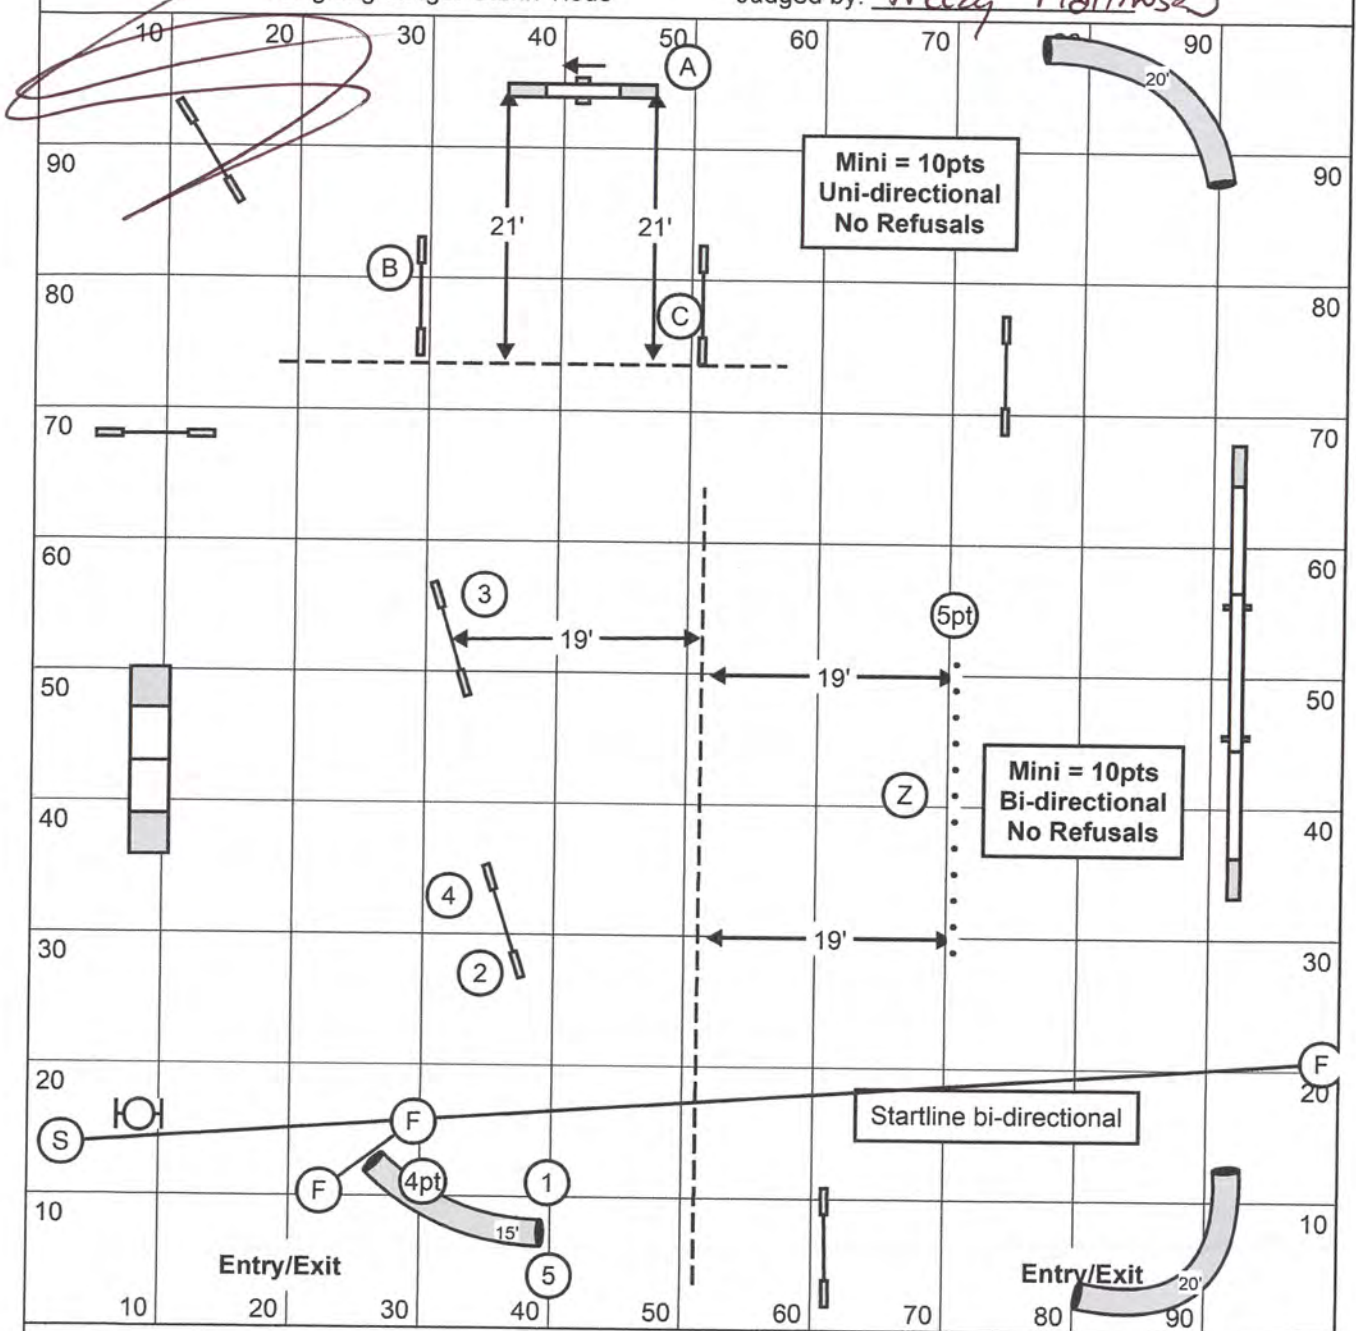 Judged by:
10 20 30 40 50 60 70 90
A
20'
90 Mini = 10pts 90
Uni-directional
No Refusals
21' 21'
B
80 C 80
70 70
60 60
3 5pt
19'
50 19' 50
Mini = 10pts
Z Bi-directional
40 No Refusals 40
4
30 19' 30
2
20 F
20
S F Startline bi-directional
F 4pt 1
10 15' 10
Entry/Exit 5 Entry/Exit 20'
10 20 30 40 50 60 70 80 90